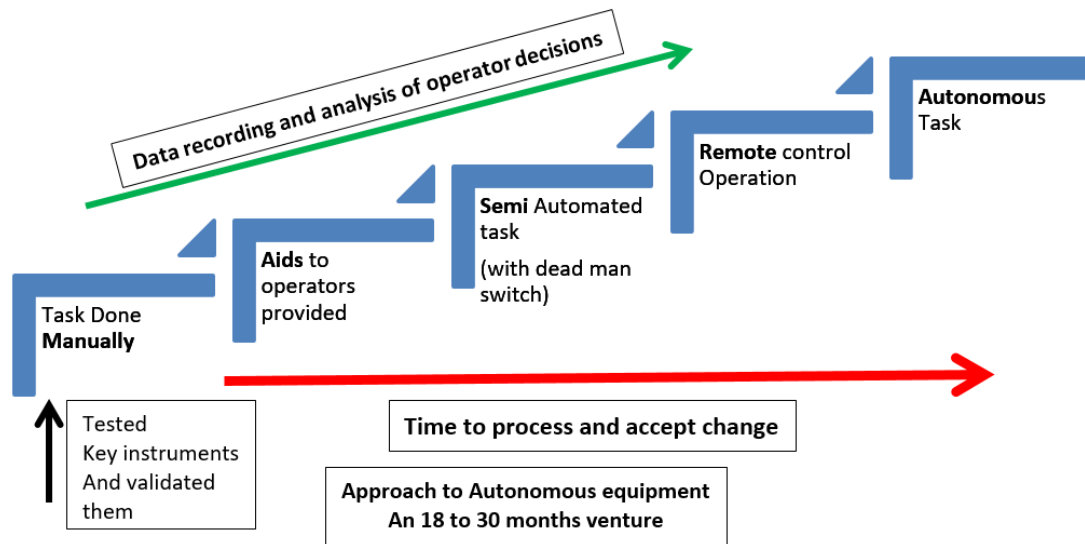 Data recording and analysis of operator decisions
Task Done
Manually
Aids to
operators
provided
Semi Automated
task
(with dead man
switch)
Remote control
Operation
Autonomous
Task
Tested
Key instruments
And validated
them
Time to process and accept change
Approach to Autonomous equipment
An 18 to 30 months venture